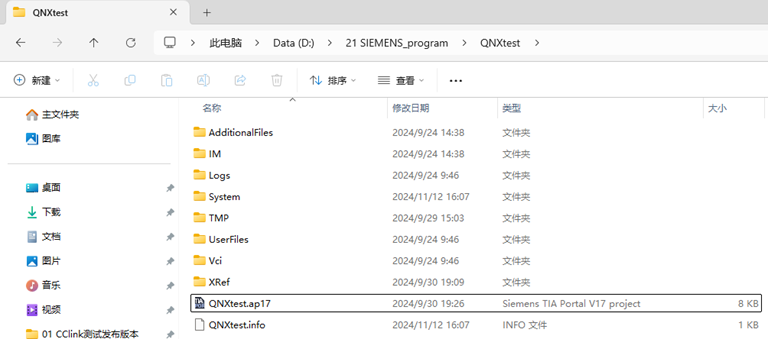 QNXtest
此电脑 Data (D:) 21 SIEMENS_program QNXtest
新建 排序 查看
名称 修改日期 类型 大小
主文件夹
图库
桌面
下载
文档
图片
音乐
视频
01 CClink测试发布版本
AdditionalFiles 2024/9/24 14:38 文件夹
IM 2024/9/24 14:38 文件夹
Logs 2024/9/24 9:46 文件夹
System 2024/11/12 16:07 文件夹
TMP 2024/9/29 15:03 文件夹
UserFiles 2024/9/24 9:46 文件夹
Vci 2024/9/24 9:46 文件夹
XRef 2024/9/30 19:09 文件夹
QNXtest.ap17 2024/9/30 19:26 Siemens TIA Portal V17 project 8 KB
QNXtest.info 2024/11/12 16:07 INFO 文件 1 KB